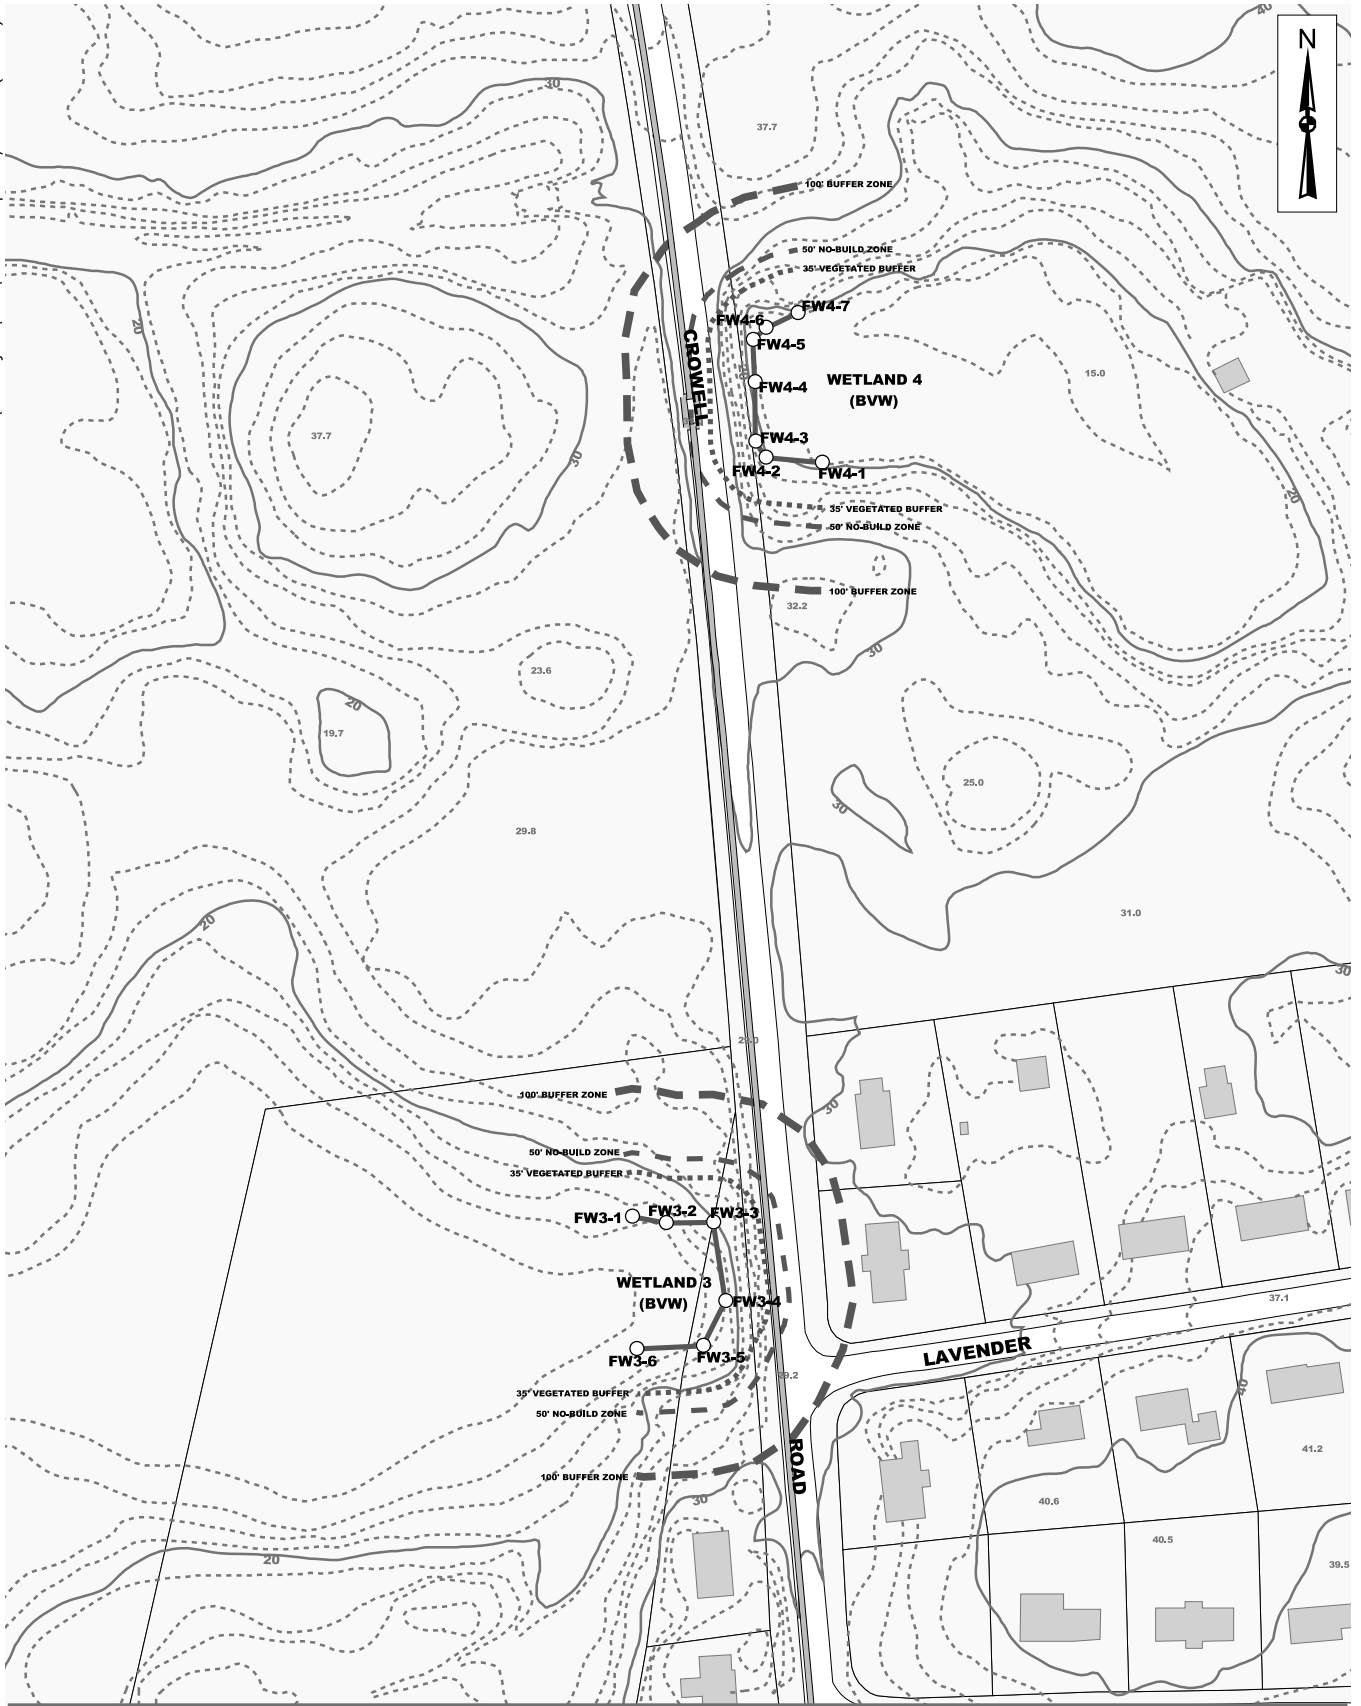 40
N
30
37.7
100' BUFFER ZONE
50' NO-BUILD ZONE
35' VEGETATED BUFFER
FW4-7
FW4-6
20
FW4-5
CROWELL
15.0
WETLAND 4
(BVW)
FW4-4
37.7
FW4-3
30
FW4-2
FW4-1
20
35' VEGETATED BUFFER
50' NO-BUILD ZONE
100' BUFFER ZONE
32.2
30
23.6
20
19.7
25.0
30
29.8
31.0
20
30
100' BUFFER ZONE
30
50' NO-BUILD ZONE
35' VEGETATED BUFFER
FW3-1
FW3-2
FW3-3
WETLAND 3
(BVW)
FW3-4
37.1
LAVENDER
FW3-5
FW3-6
29.2
40
35' VEGETATED BUFFER
50' NO-BUILD ZONE
ROAD
41.2
100' BUFFER ZONE
30
40.6
40.5
20
39.5